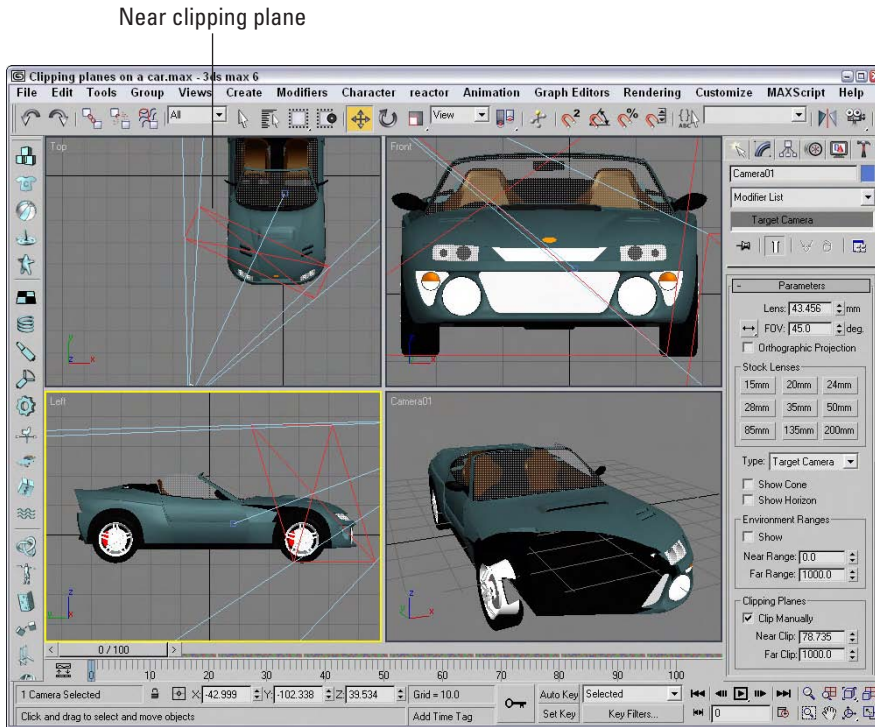 Near clipping plane
Clipping planes on a car.max - 3ds max 6
File Edit Tools Group Views Create Modifiers Character reactor Animation Graph Editors Rendering Customize MAXScript Help
All
View
ABC
Top
Front
Left
Camera01
Camera01
Modifier List
Target Camera
- Parameters
Lens: 43.456 mm
FOV: 45.0 deg.
Orthographic Projection
Stock Lenses
15mm 20mm 24mm
28mm 35mm 50mm
85mm 135mm 200mm
Type: Target Camera
Show Cone
Show Horizon
Environment Ranges
Show
Near Range: 0.0
Far Range: 1000.0
Clipping Planes
Clip Manually
Near Clip: 78.735
Far Clip: 1000.0
< 0 / 100 >
0 10 20 30 40 50 60 70 80 90 100
1 Camera Selected X: -42.999 Y: -102.338 Z: 39.534 Grid = 10.0 Auto Key Selected
Click and drag to select and move objects Add Time Tag Set Key Key Filters... 0